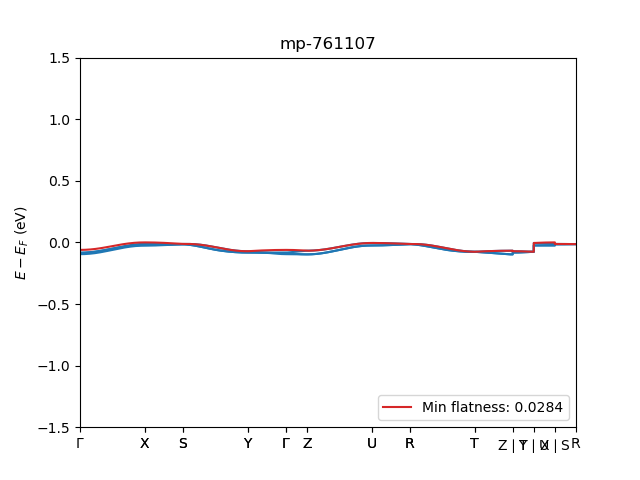 mp-761107
1.5
1.0
0.5
0.0
−0.5
−1.0
−1.5
E − E_F (eV)
Min flatness: 0.0284
Γ X S Y Γ Z U R T Z | Y | X | S R